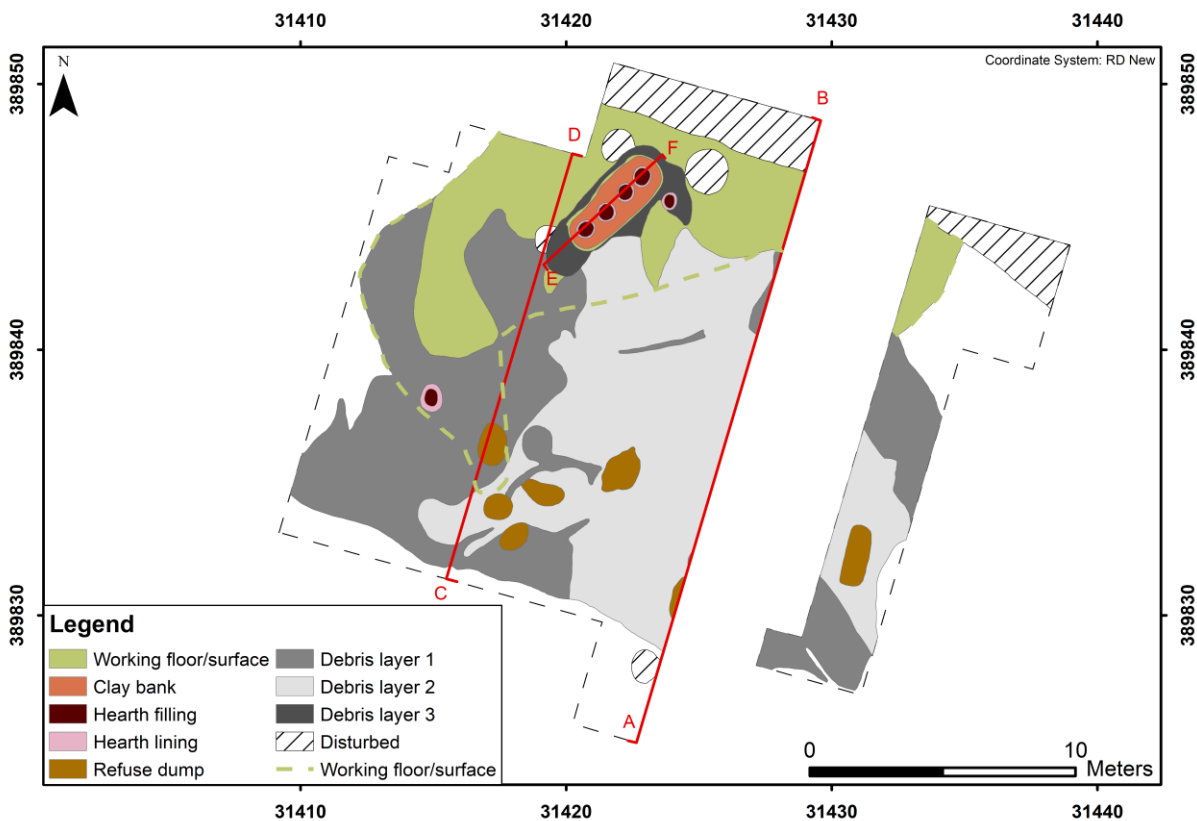 31410 31420 31430 31440
Coordinate System: RD New
N
389850 389850
B
D
F
E
389840 389840
C
389830 389830
A
Legend
Working floor/surface Debris layer 1
Clay bank Debris layer 2
Hearth filling Debris layer 3
Hearth lining Disturbed
Refuse dump Working floor/surface
0 10
Meters
31410 31420 31430 31440